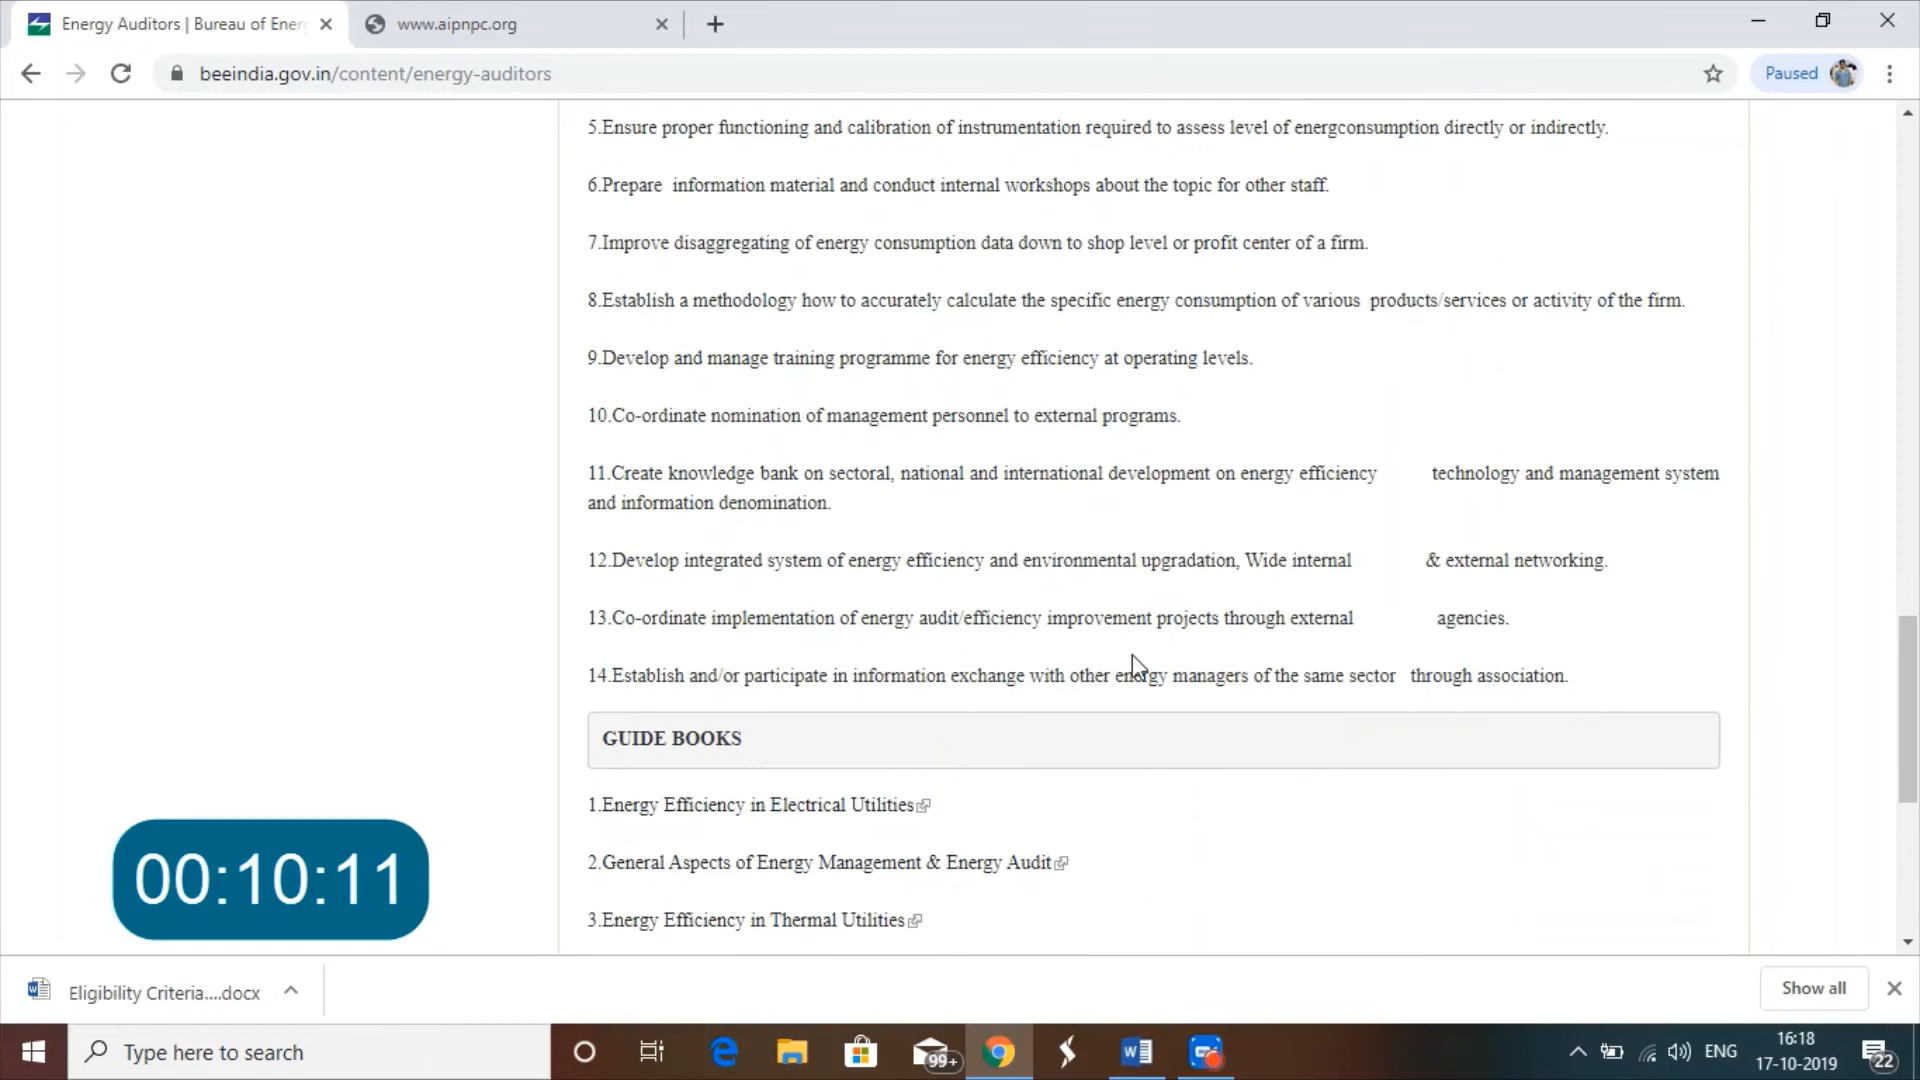 Energy Auditors | Bureau of Ener
www.aipnpc.org
beeindia.gov.in/content/energy-auditors
Paused
5.Ensure proper functioning and calibration of instrumentation required to assess level of energconsumption directly or indirectly.
6.Prepare information material and conduct internal workshops about the topic for other staff.
7.Improve disaggregating of energy consumption data down to shop level or profit center of a firm.
8.Establish a methodology how to accurately calculate the specific energy consumption of various products/services or activity of the firm.
9.Develop and manage training programme for energy efficiency at operating levels.
10.Co-ordinate nomination of management personnel to external programs.
11.Create knowledge bank on sectoral, national and international development on energy efficiency technology and management system
and information denomination.
12.Develop integrated system of energy efficiency and environmental upgradation, Wide internal & external networking.
13.Co-ordinate implementation of energy audit/efficiency improvement projects through external agencies.
14.Establish and/or participate in information exchange with other energy managers of the same sector through association.
GUIDE BOOKS
1.Energy Efficiency in Electrical Utilities
2.General Aspects of Energy Management & Energy Audit
3.Energy Efficiency in Thermal Utilities
00:10:11
Eligibility Criteria....docx
Show all
Type here to search
99+
ENG
16:18
17-10-2019
22